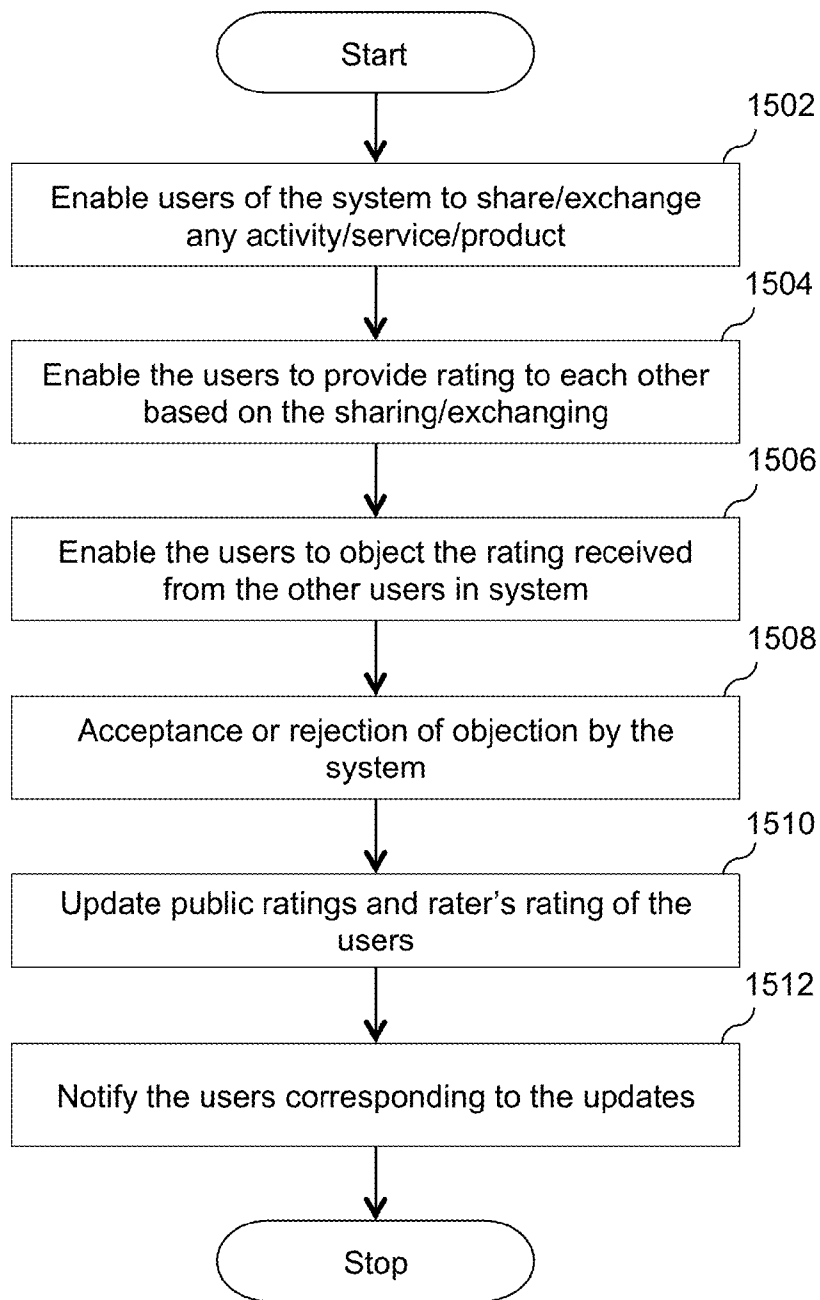 Start
1502
Enable users of the system to share/exchange
any activity/service/product
1504
Enable the users to provide rating to each other
based on the sharing/exchanging
1506
Enable the users to object the rating received
from the other users in system
1508
Acceptance or rejection of objection by the
system
1510
Update public ratings and rater's rating of the
users
1512
Notify the users corresponding to the updates
Stop